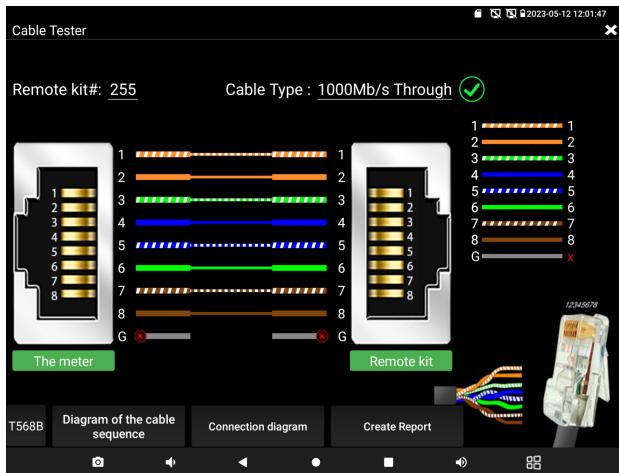 2023-05-12 12:01:47
Cable Tester
Remote kit#: 255
Cable Type : 1000Mb/s Through
1 1
2 2
3 3
4 4
5 5
6 6
7 7
8 8
G x
1 1
2 2
3 3
4 4
5 5
6 6
7 7
8 8
G G
1
2
3
4
5
6
7
8
1
2
3
4
5
6
7
8
The meter
Remote kit
12345678
T568B
Diagram of the cable
sequence
Connection diagram
Create Report